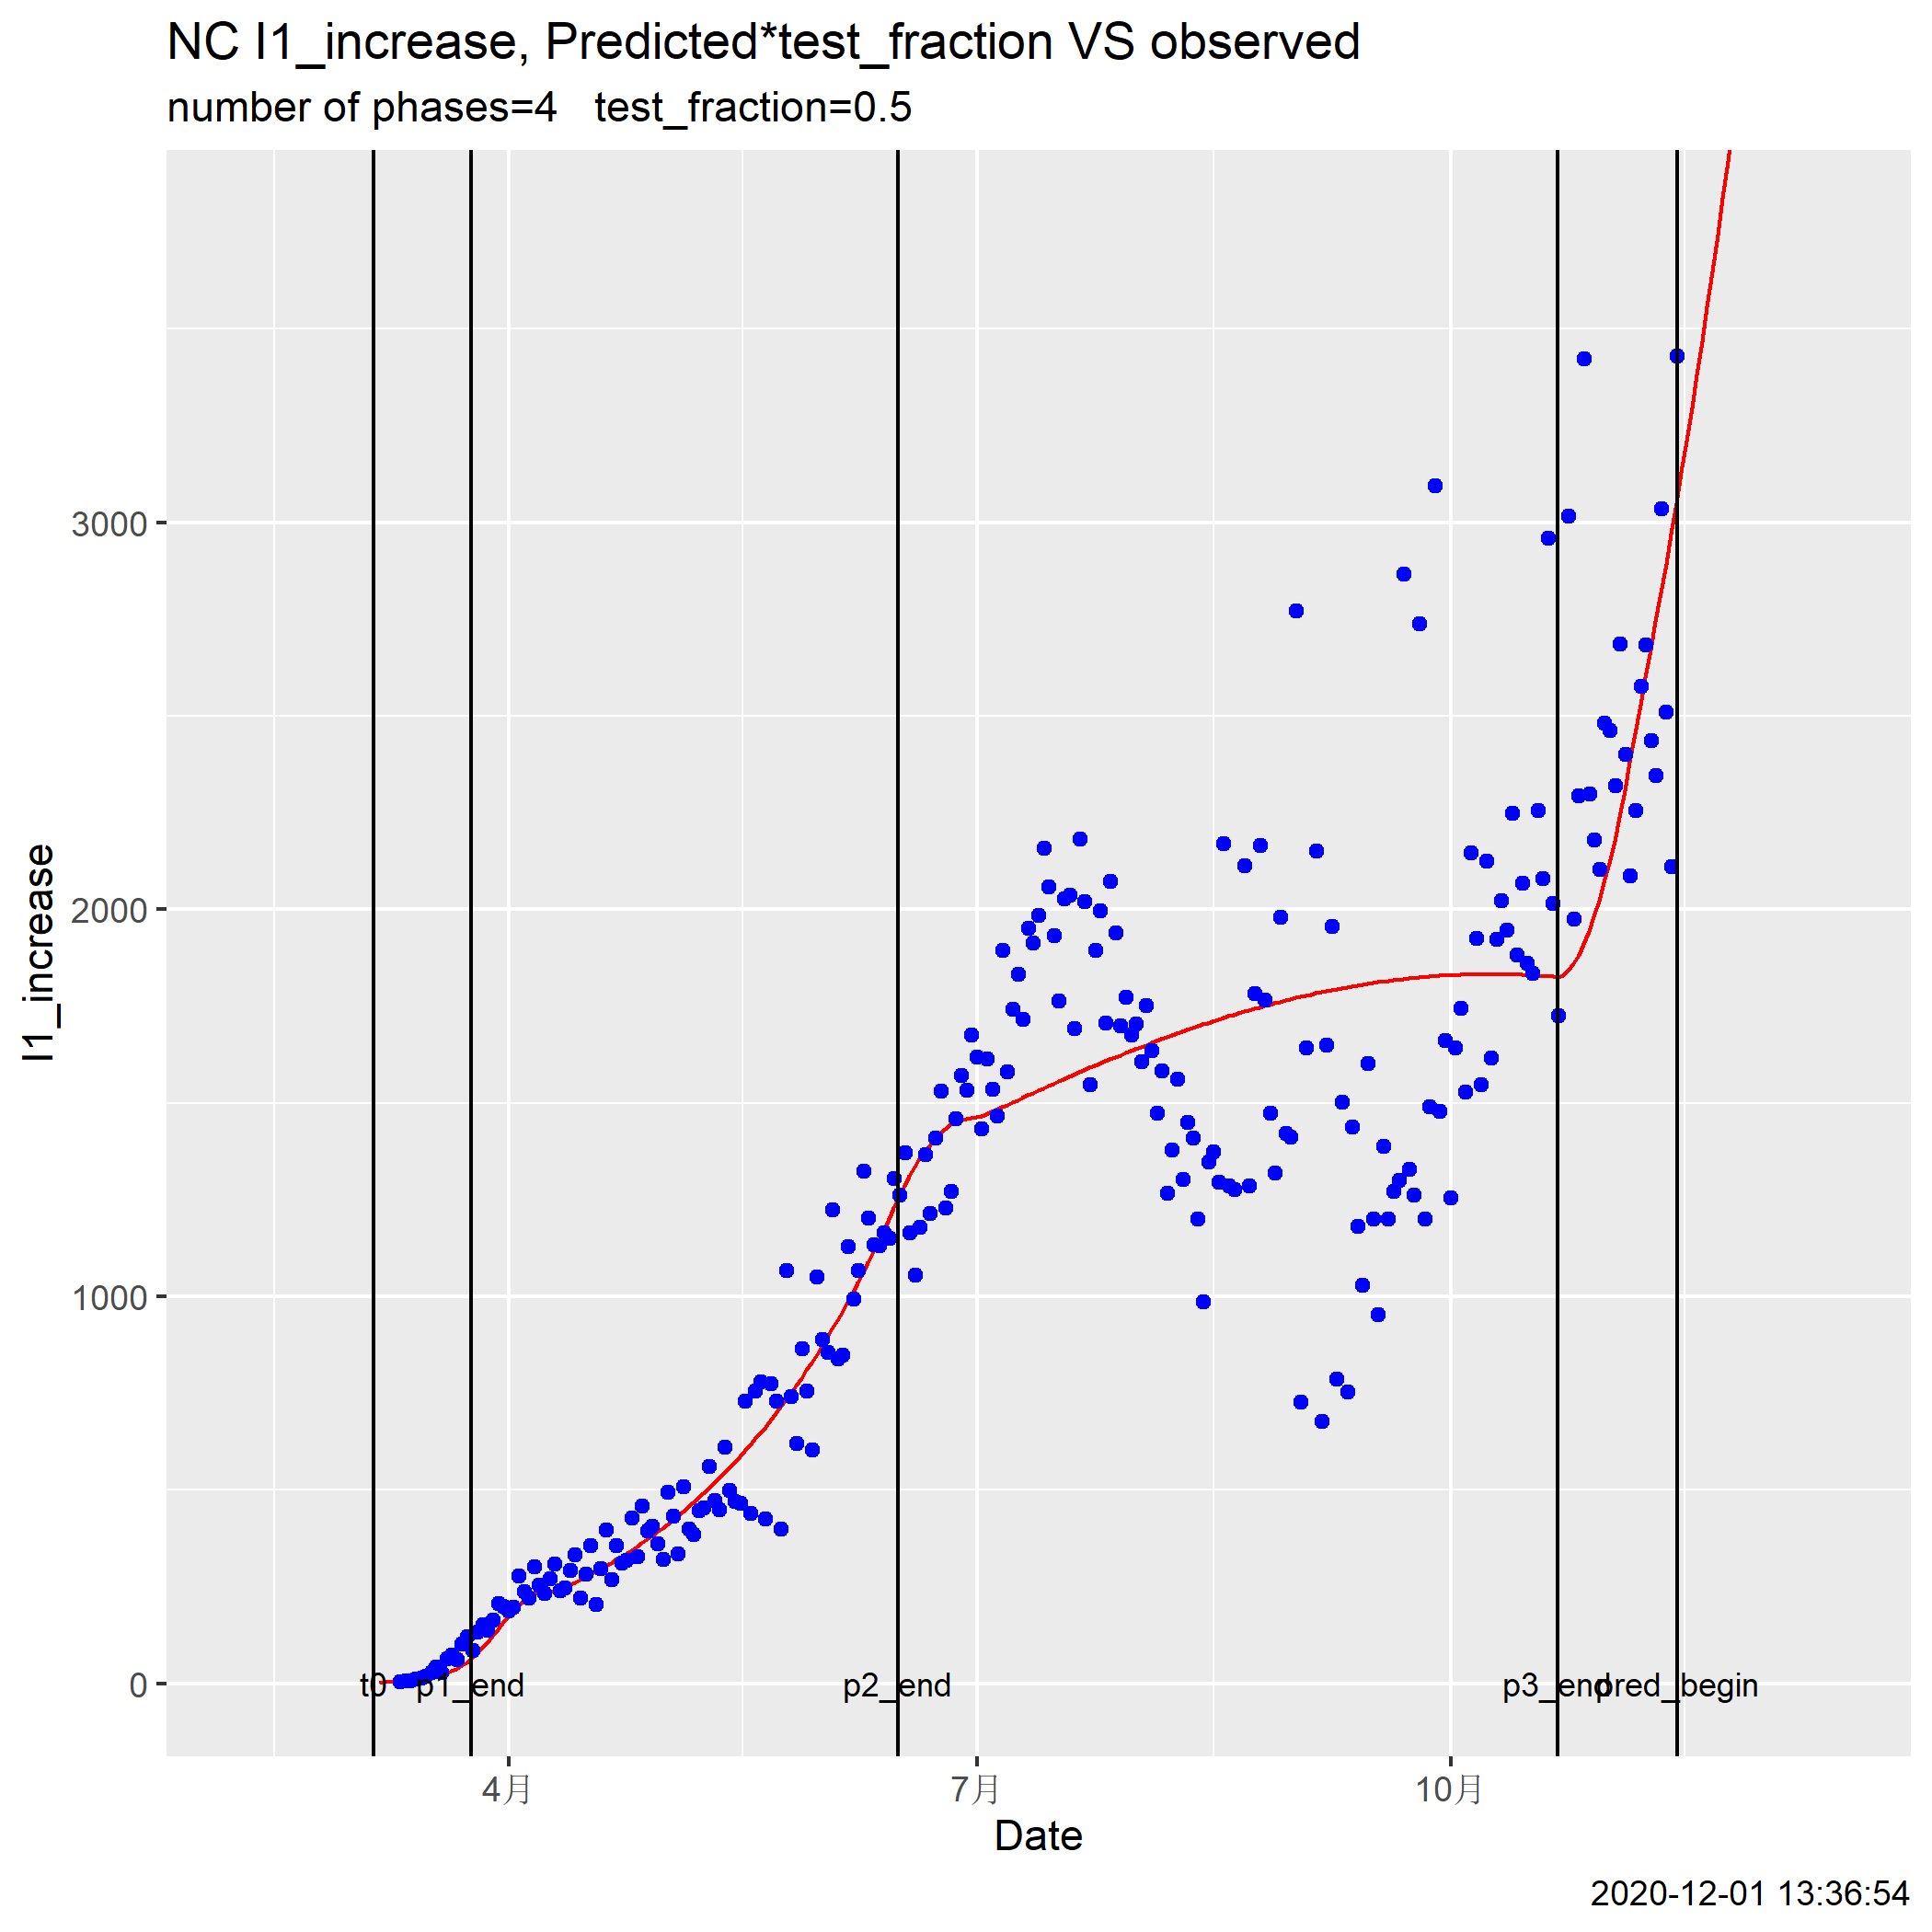 NC I1_increase, Predicted*test_fraction VS observed
number of phases=4   test_fraction=0.5
I1_increase
3000
2000
1000
0
t0
p1_end
p2_end
p3_end
pred_begin
4月
7月
10月
Date
2020-12-01 13:36:54